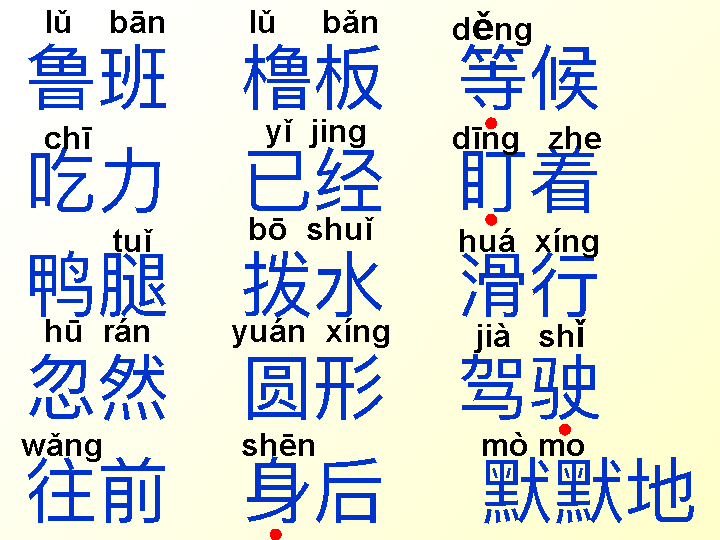 lǔ bān lǔ bǎn děng
鲁班 橹板 等候
chī yǐ jing dīng zhe
吃力 已经 盯着
tuǐ bō shuǐ huá xíng
鸭腿 拨水 滑行
hū rán yuán xíng jià shǐ
忽然 圆形 驾驶
wǎng shēn mò mo
往前 身后 默默地